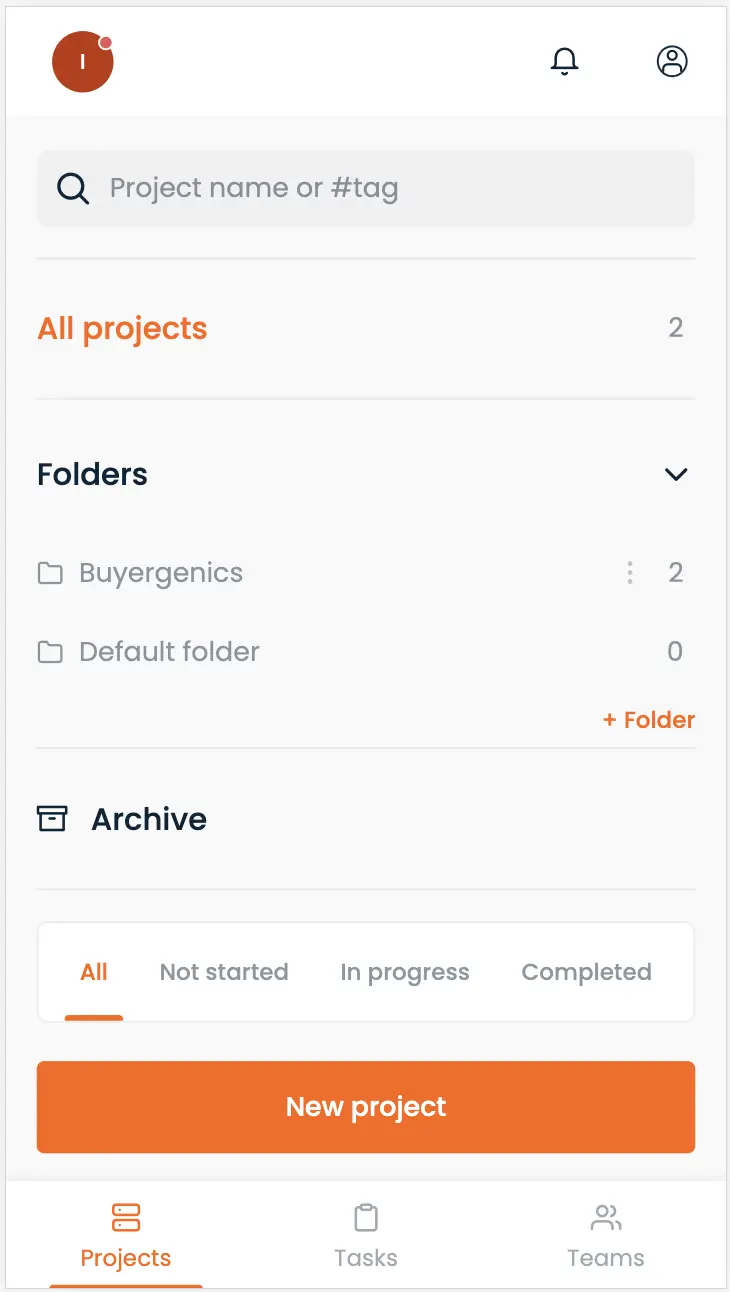 I
Project name or #tag
All projects 2
Folders
Buyergenics 2
Default folder 0
+ Folder
Archive
All Not started In progress Completed
New project
Projects Tasks Teams